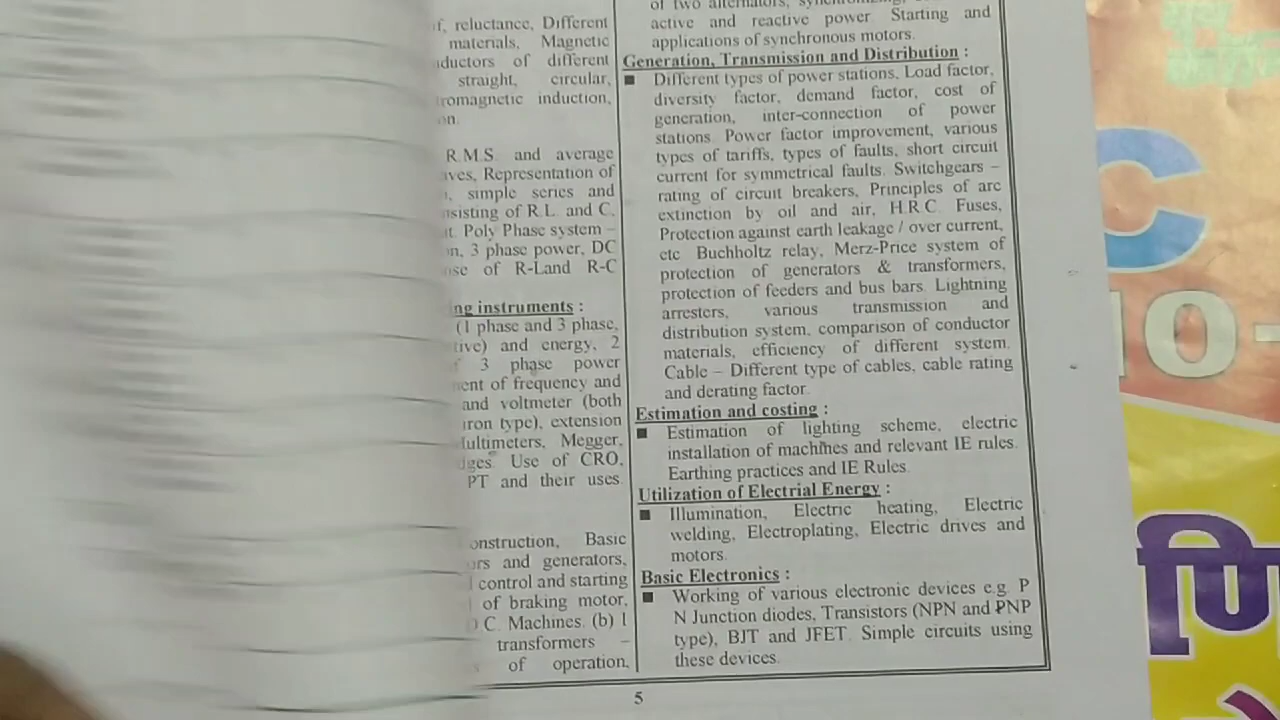 f, reluctance, Different
materials, Magnetic
ductors of different
straight, circular,
romagnetic induction,
on.
R.M.S. and average
ves, Representation of
simple series and
sisting of R.L. and C,
t. Poly Phase system –
n, 3 phase power, DC
se of R-Land R-C
ng instruments :
(1 phase and 3 phase,
tive) and energy, 2
3 phase power
ent of frequency and
and voltmeter (both
iron type), extension
ultimeters, Megger,
dges. Use of CRO,
PT and their uses.
onstruction, Basic
rs and generators,
control and starting
of braking motor,
C. Machines. (b) 1
transformers –
of operation,
of two alternators,
active and reactive power. Starting and
applications of synchronous motors.
Generation, Transmission and Distribution :
■ Different types of power stations, Load factor,
diversity factor, demand factor, cost of
generation, inter-connection of power
stations. Power factor improvement, various
types of tariffs, types of faults, short circuit
current for symmetrical faults. Switchgears –
rating of circuit breakers, Principles of arc
extinction by oil and air, H.R.C. Fuses,
Protection against earth leakage / over current,
etc Buchholtz relay, Merz-Price system of
protection of generators & transformers,
protection of feeders and bus bars. Lightning
arresters, various transmission and
distribution system, comparison of conductor
materials, efficiency of different system.
Cable – Different type of cables, cable rating
and derating factor.
Estimation and costing :
■ Estimation of lighting scheme, electric
installation of machines and relevant IE rules.
Earthing practices and IE Rules.
Utilization of Electrial Energy :
■ Illumination, Electric heating, Electric
welding, Electroplating, Electric drives and
motors.
Basic Electronics :
■ Working of various electronic devices e.g. P
N Junction diodes, Transistors (NPN and PNP
type), BJT and JFET. Simple circuits using
these devices.
5
C
10-